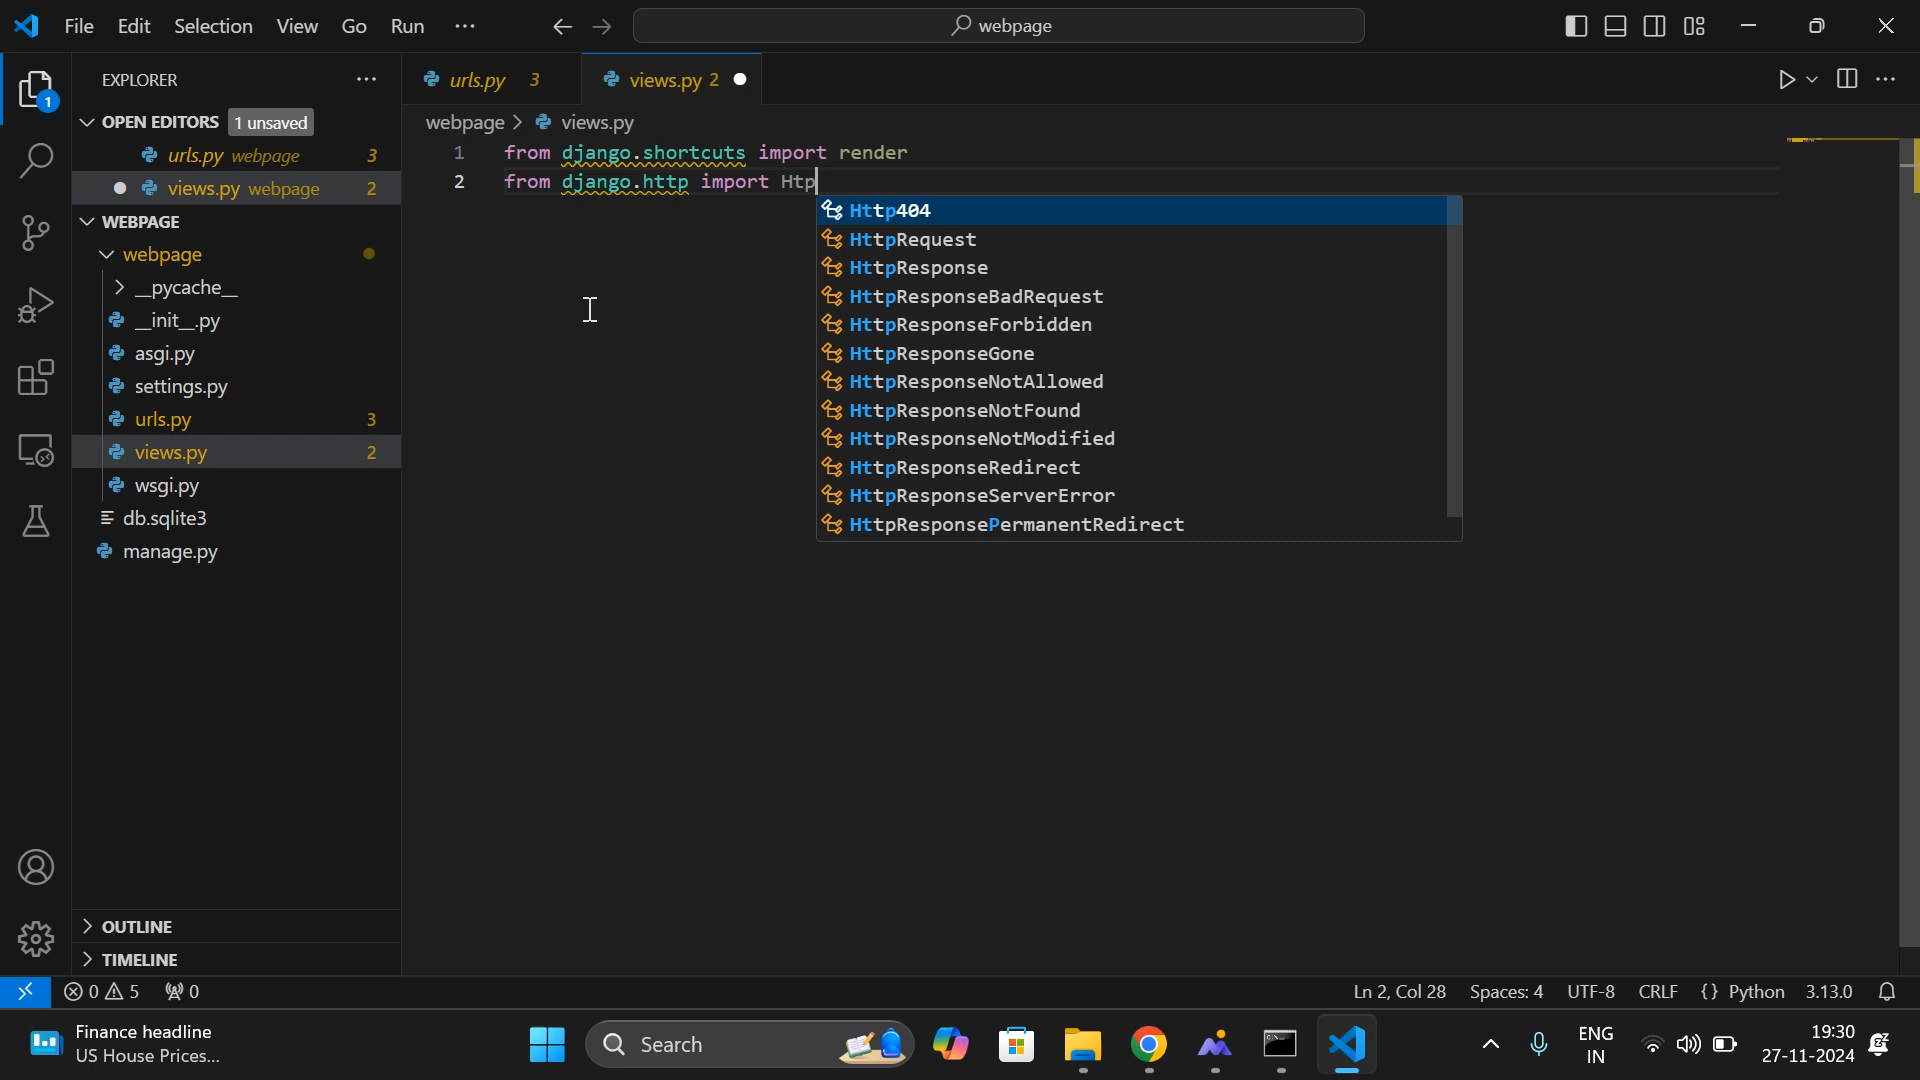 File Edit Selection View Go Run ···
webpage
EXPLORER ···
urls.py 3 views.py 2
OPEN EDITORS 1 unsaved
webpage > views.py
urls.py webpage 3
views.py webpage 2
WEBPAGE
webpage
__pycache__
__init__.py
asgi.py
settings.py
urls.py 3
views.py 2
wsgi.py
db.sqlite3
manage.py
1 from django.shortcuts import render
2 from django.http import Htp
Http404
HttpRequest
HttpResponse
HttpResponseBadRequest
HttpResponseForbidden
HttpResponseGone
HttpResponseNotAllowed
HttpResponseNotFound
HttpResponseNotModified
HttpResponseRedirect
HttpResponseServerError
HttpResponsePermanentRedirect
OUTLINE
TIMELINE
1
0 5 0
Ln 2, Col 28 Spaces: 4 UTF-8 CRLF {} Python 3.13.0
Finance headline
US House Prices...
Search
ENG
IN
19:30
27-11-2024